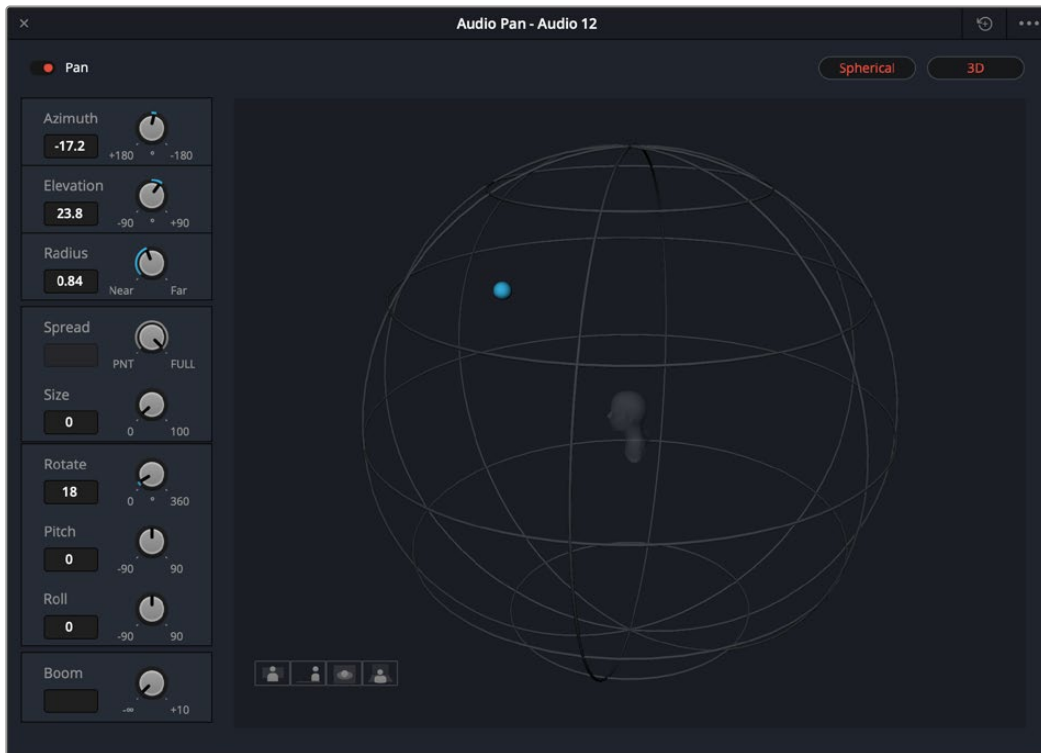 Audio Pan - Audio 12
Pan
Spherical
3D
Azimuth
-17.2
+180 ° -180
Elevation
23.8
-90 ° +90
Radius
0.84
Near Far
Spread
PNT FULL
Size
0
0 100
Rotate
18
0 ° 360
Pitch
0
-90 90
Roll
0
-90 90
Boom
-∞ +10